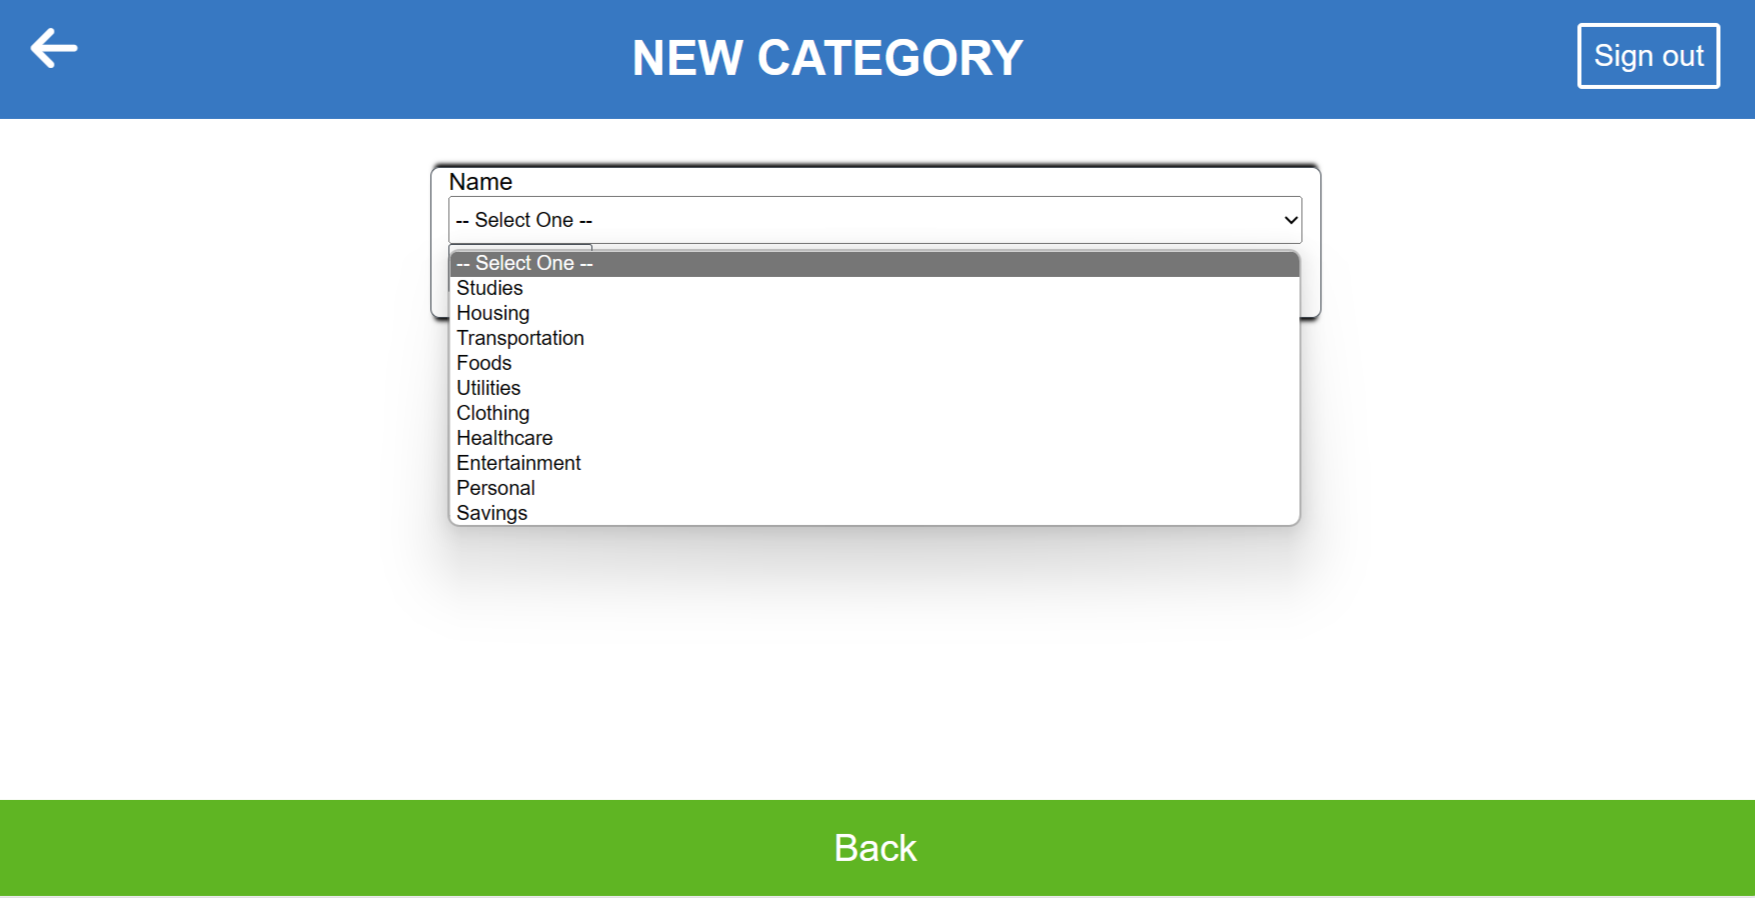 NEW CATEGORY
Sign out
Name
-- Select One --
-- Select One --
Studies
Housing
Transportation
Foods
Utilities
Clothing
Healthcare
Entertainment
Personal
Savings
Back